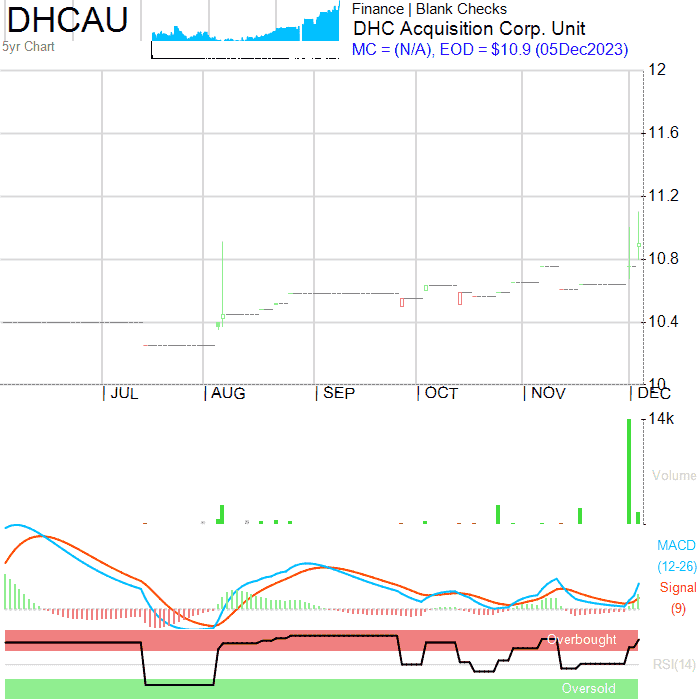 DHCAU
5yr Chart
Finance | Blank Checks
DHC Acquisition Corp. Unit
MC = (N/A), EOD = $10.9 (05Dec2023)
12
11.6
11.2
10.8
10.4
10
| JUL | AUG | SEP | OCT | NOV | DEC
14k
Volume
MACD
(12-26)
Signal
(9)
Overbought
RSI(14)
Oversold